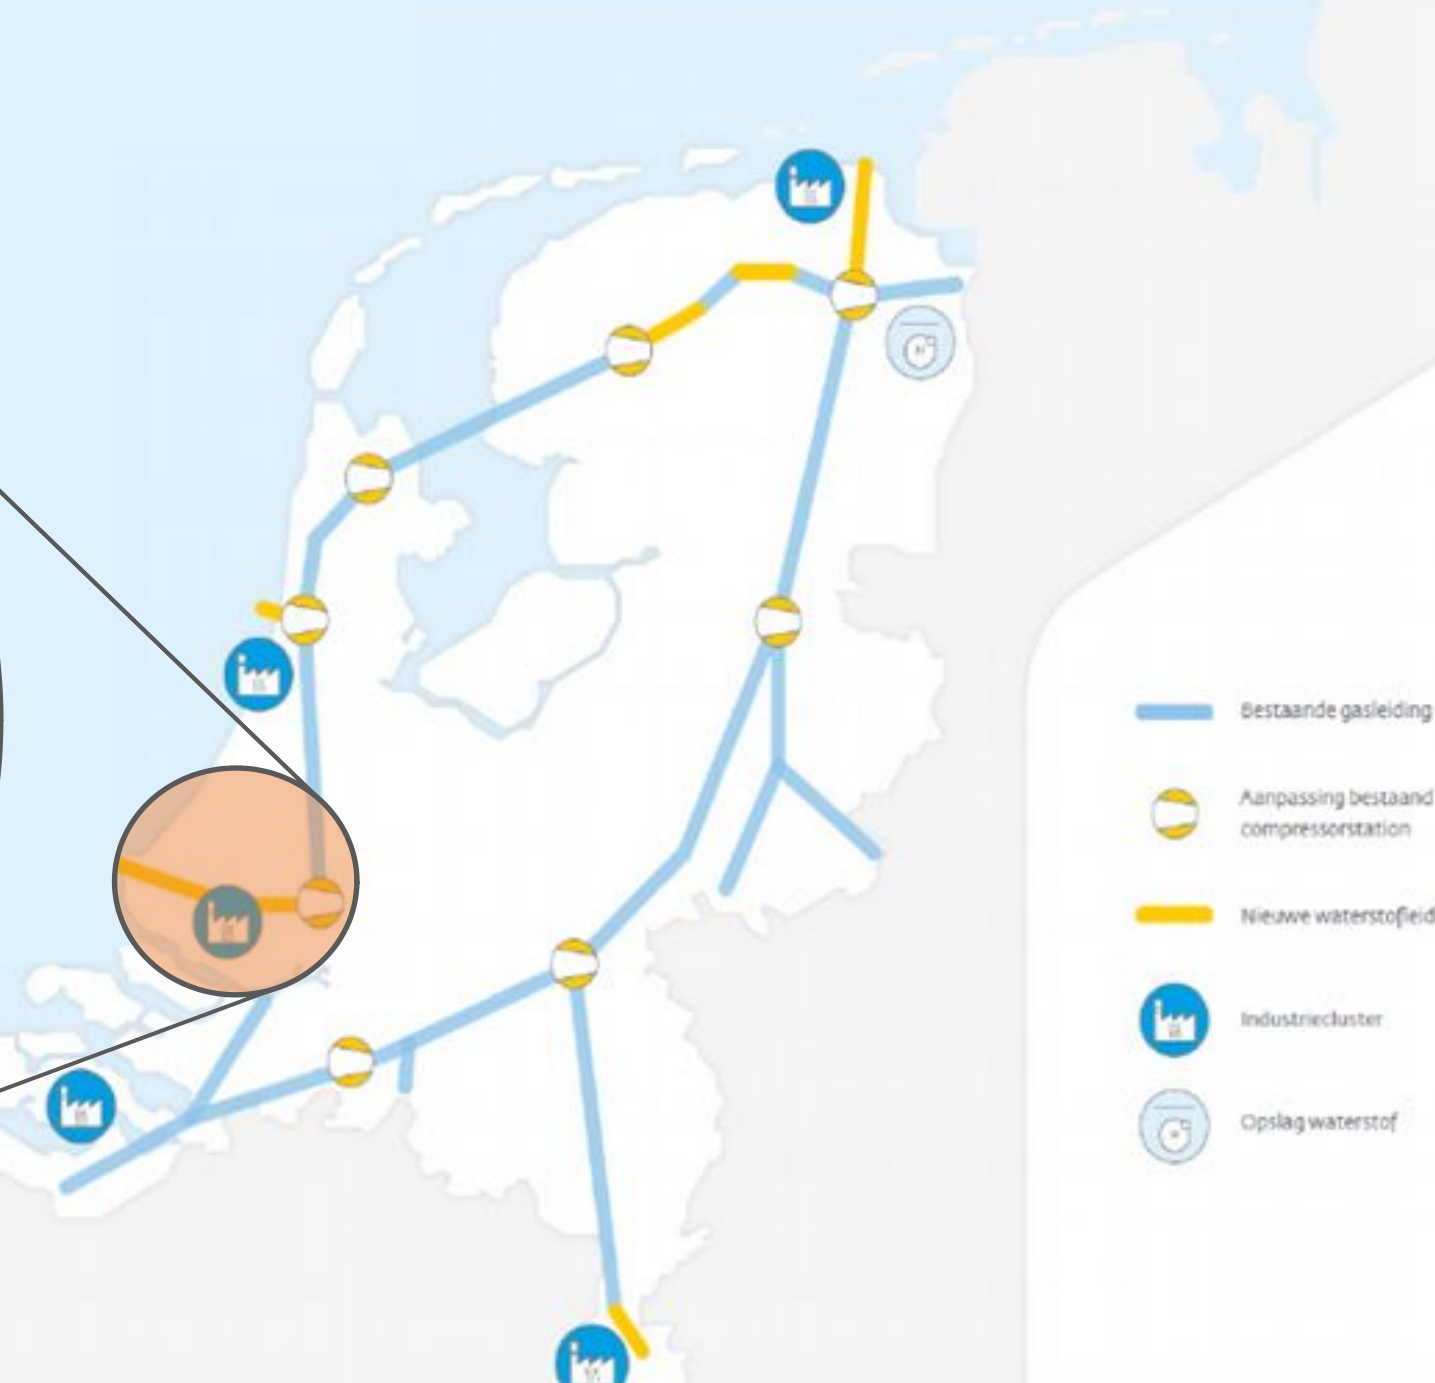 Bestaande gasleiding
Aanpassing bestaand
compressorstation
Nieuwe waterstofleid
Industriecluster
Opslag waterstof